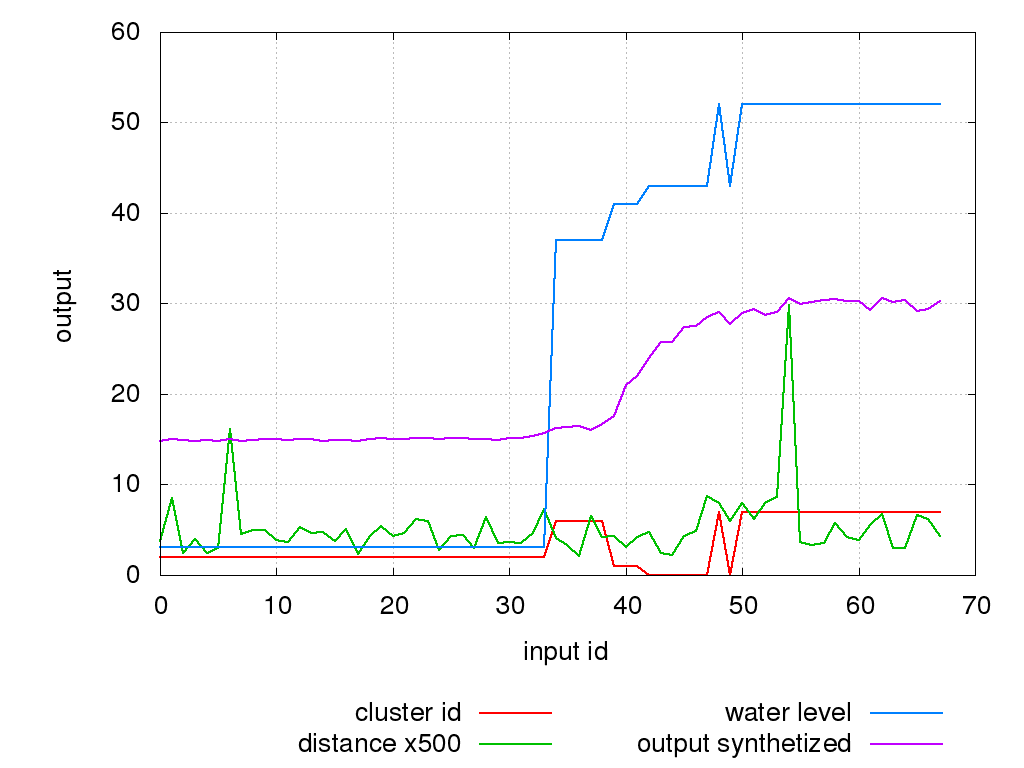 60
50
40
30
20
10
0
output
0 10 20 30 40 50 60 70
input id
cluster id
water level
distance x500
output synthetized